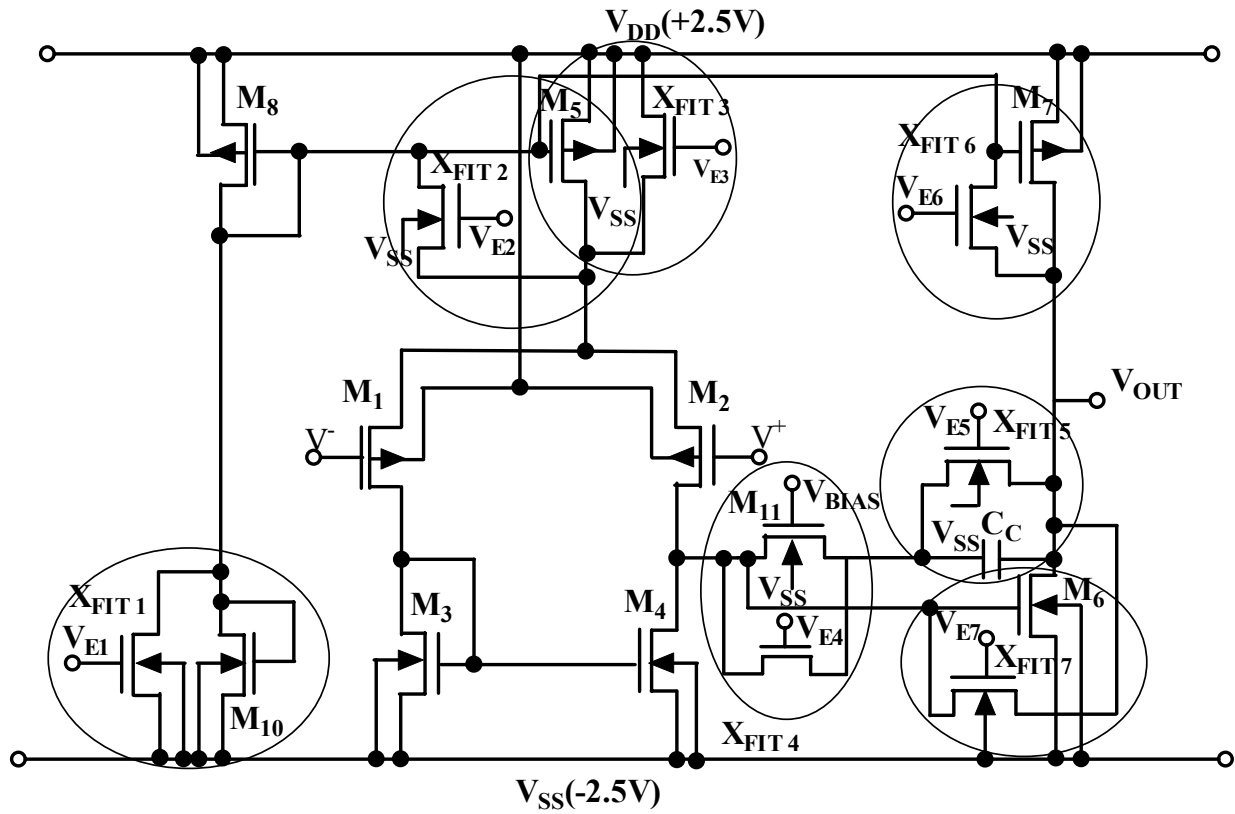 V_DD(+2.5V)
M_8
M_5
X_FIT 3
M_7
X_FIT 2
X_FIT 6
V_E3
V_E6
V_SS
V_E2
V_SS
V_SS
M_1
M_2
V_OUT
V^-
V^+
V_E5
X_FIT 5
M_11
V_BIAS
V_SS
C_C
X_FIT 1
M_3
M_4
V_SS
M_6
V_E1
V_E4
V_E7
X_FIT 7
M_10
X_FIT 4
V_SS(-2.5V)